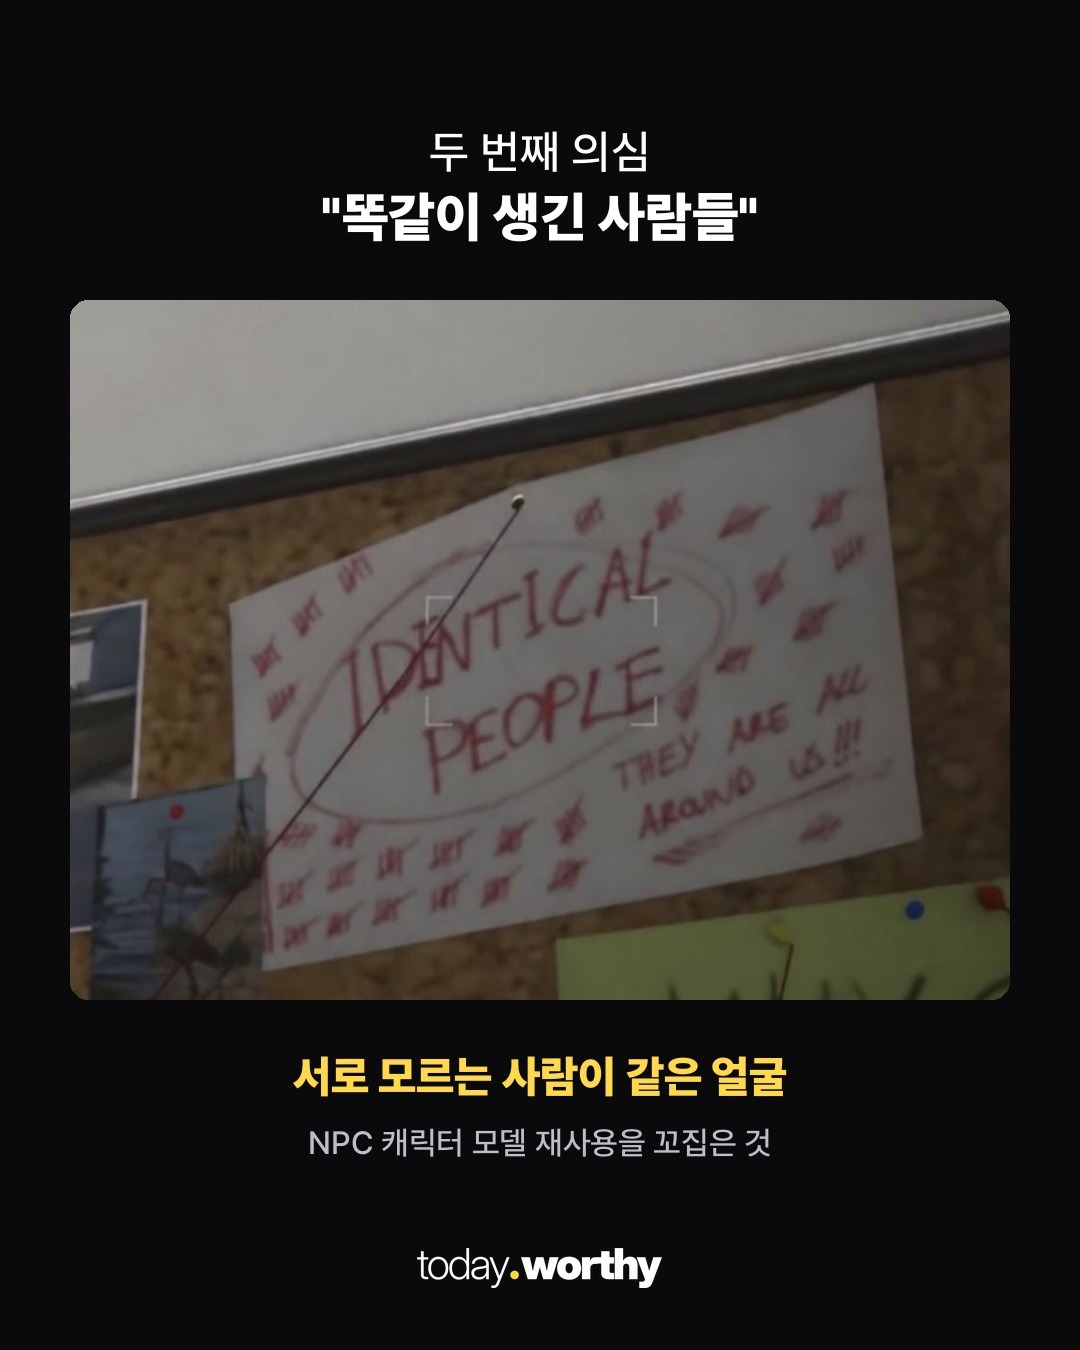 두 번째 의심
"똑같이 생긴 사람들"
IDENTICAL
PEOPLE
THEY ARE ALL
AROUND US!!!
서로 모르는 사람이 같은 얼굴
NPC 캐릭터 모델 재사용을 꼬집은 것
today.worthy